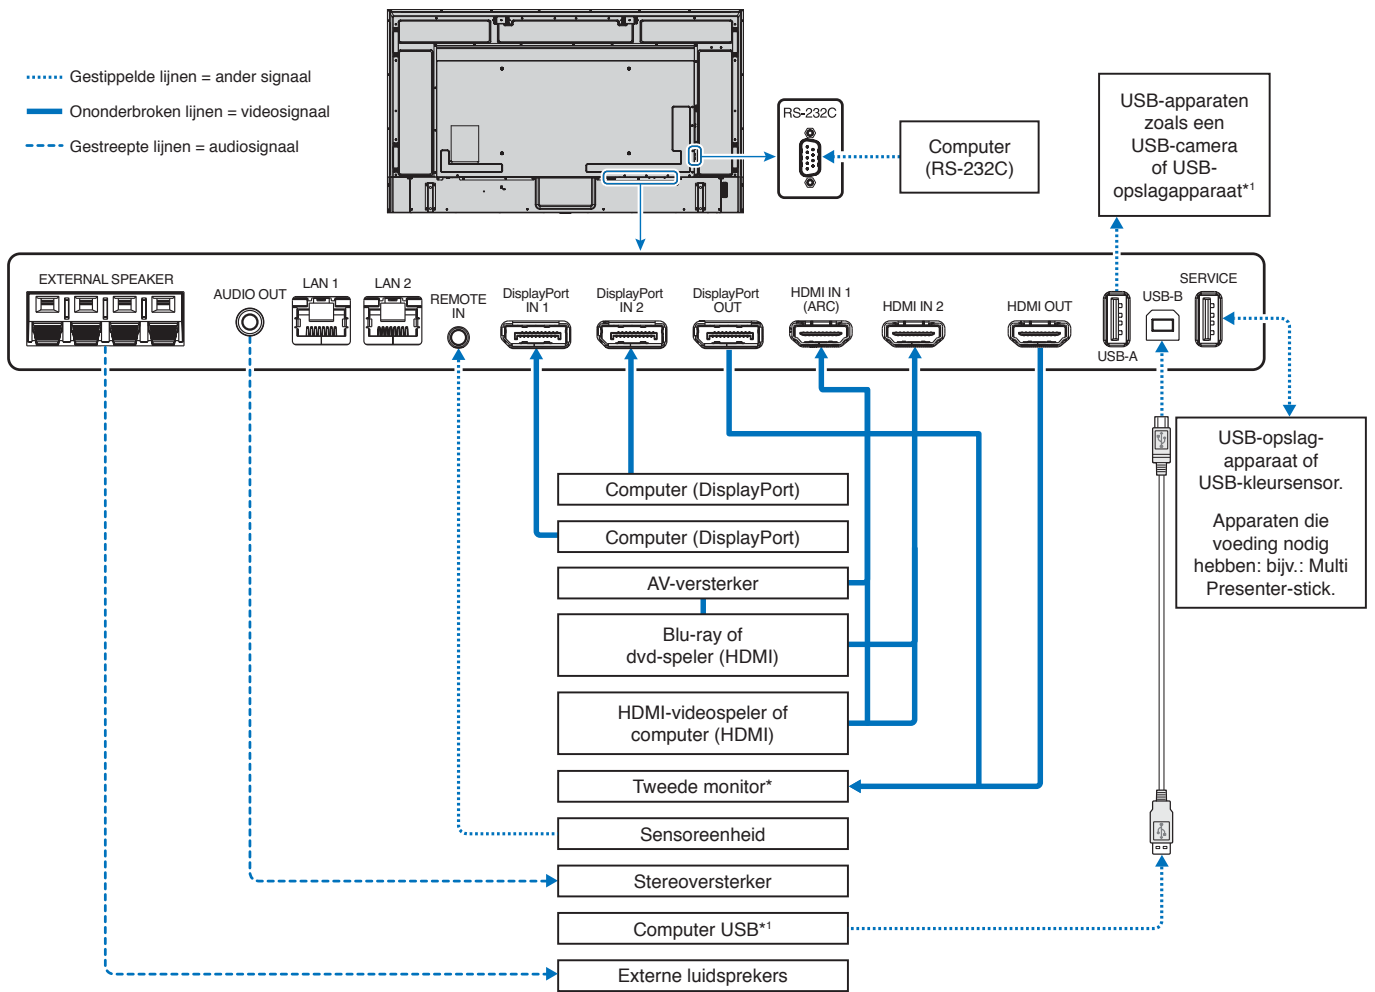 Gestippelde lijnen = ander signaal
Ononderbroken lijnen = videosignaal
Gestreepte lijnen = audiosignaal
RS-232C
Computer
(RS-232C)
USB-apparaten
zoals een
USB-camera
of USB-
opslagapparaat*1
EXTERNAL SPEAKER
AUDIO OUT
LAN 1
LAN 2
REMOTE
IN
DisplayPort
IN 1
DisplayPort
IN 2
DisplayPort
OUT
HDMI IN 1
(ARC)
HDMI IN 2
HDMI OUT
USB-A
USB-B
SERVICE
USB-opslag-
apparaat of
USB-kleursensor.
Apparaten die
voeding nodig
hebben: bijv.: Multi
Presenter-stick.
Computer (DisplayPort)
Computer (DisplayPort)
AV-versterker
Blu-ray of
dvd-speler (HDMI)
HDMI-videospeler of
computer (HDMI)
Tweede monitor*
Sensoreenheid
Stereoversterker
Computer USB*1
Externe luidsprekers